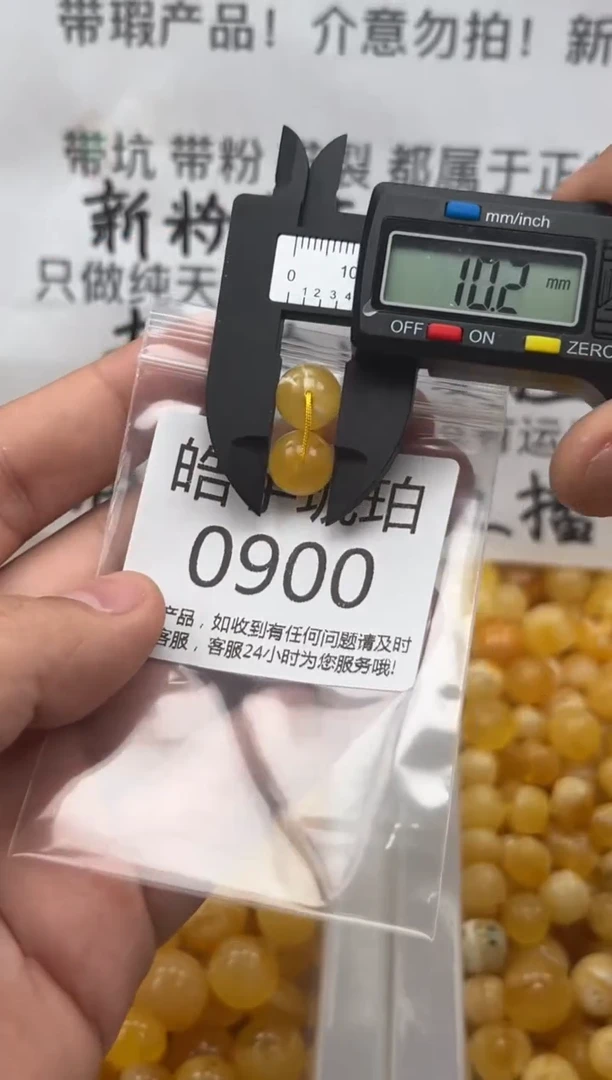 带瑕产品！ 介意勿拍！ 新
带坑 带粉 裂 都属于正
新粉
只做纯天
mm/inch
10.2 mm
0 10
1 2 3 4
OFF ON ZERO
皓 琥珀
0900
产品，如收到有任何问题请及时
客服，客服24小时为您服务哦!